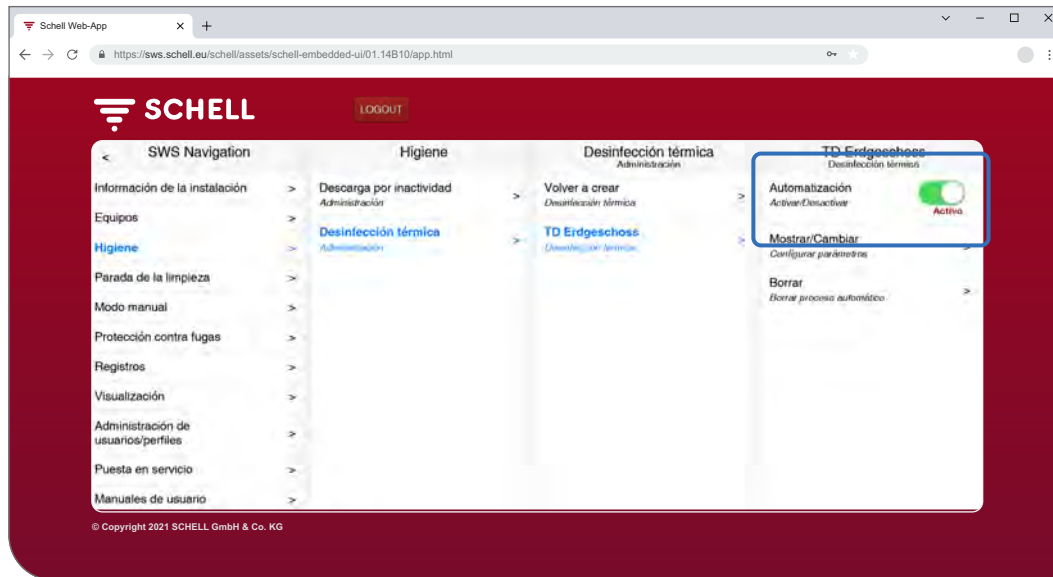 Schell Web-App
https://sws.schell.eu/schell/assets/schell-embedded-ui/01.14B10/app.html
SCHELL
LOGOUT
< SWS Navigation
Información de la instalación >
Equipos >
Higiene >
Parada de la limpieza >
Modo manual >
Protección contra fugas >
Registros >
Visualización >
Administración de
usuarios/perfiles >
Puesta en servicio >
Manuales de usuario >
Higiene
Descarga por inactividad >
Administración
Desinfección térmica >
Administración
Desinfección térmica
Administración
Volver a crear >
Desinfección térmica
TD Erdgeschoss >
Desinfección térmica
TD Erdgeschoss
Desinfección térmica
Automatización
Activar/Desactivar
Activo
Mostrar/Cambiar >
Configurar parámetros
Borrar >
Borrar proceso automático
© Copyright 2021 SCHELL GmbH & Co. KG